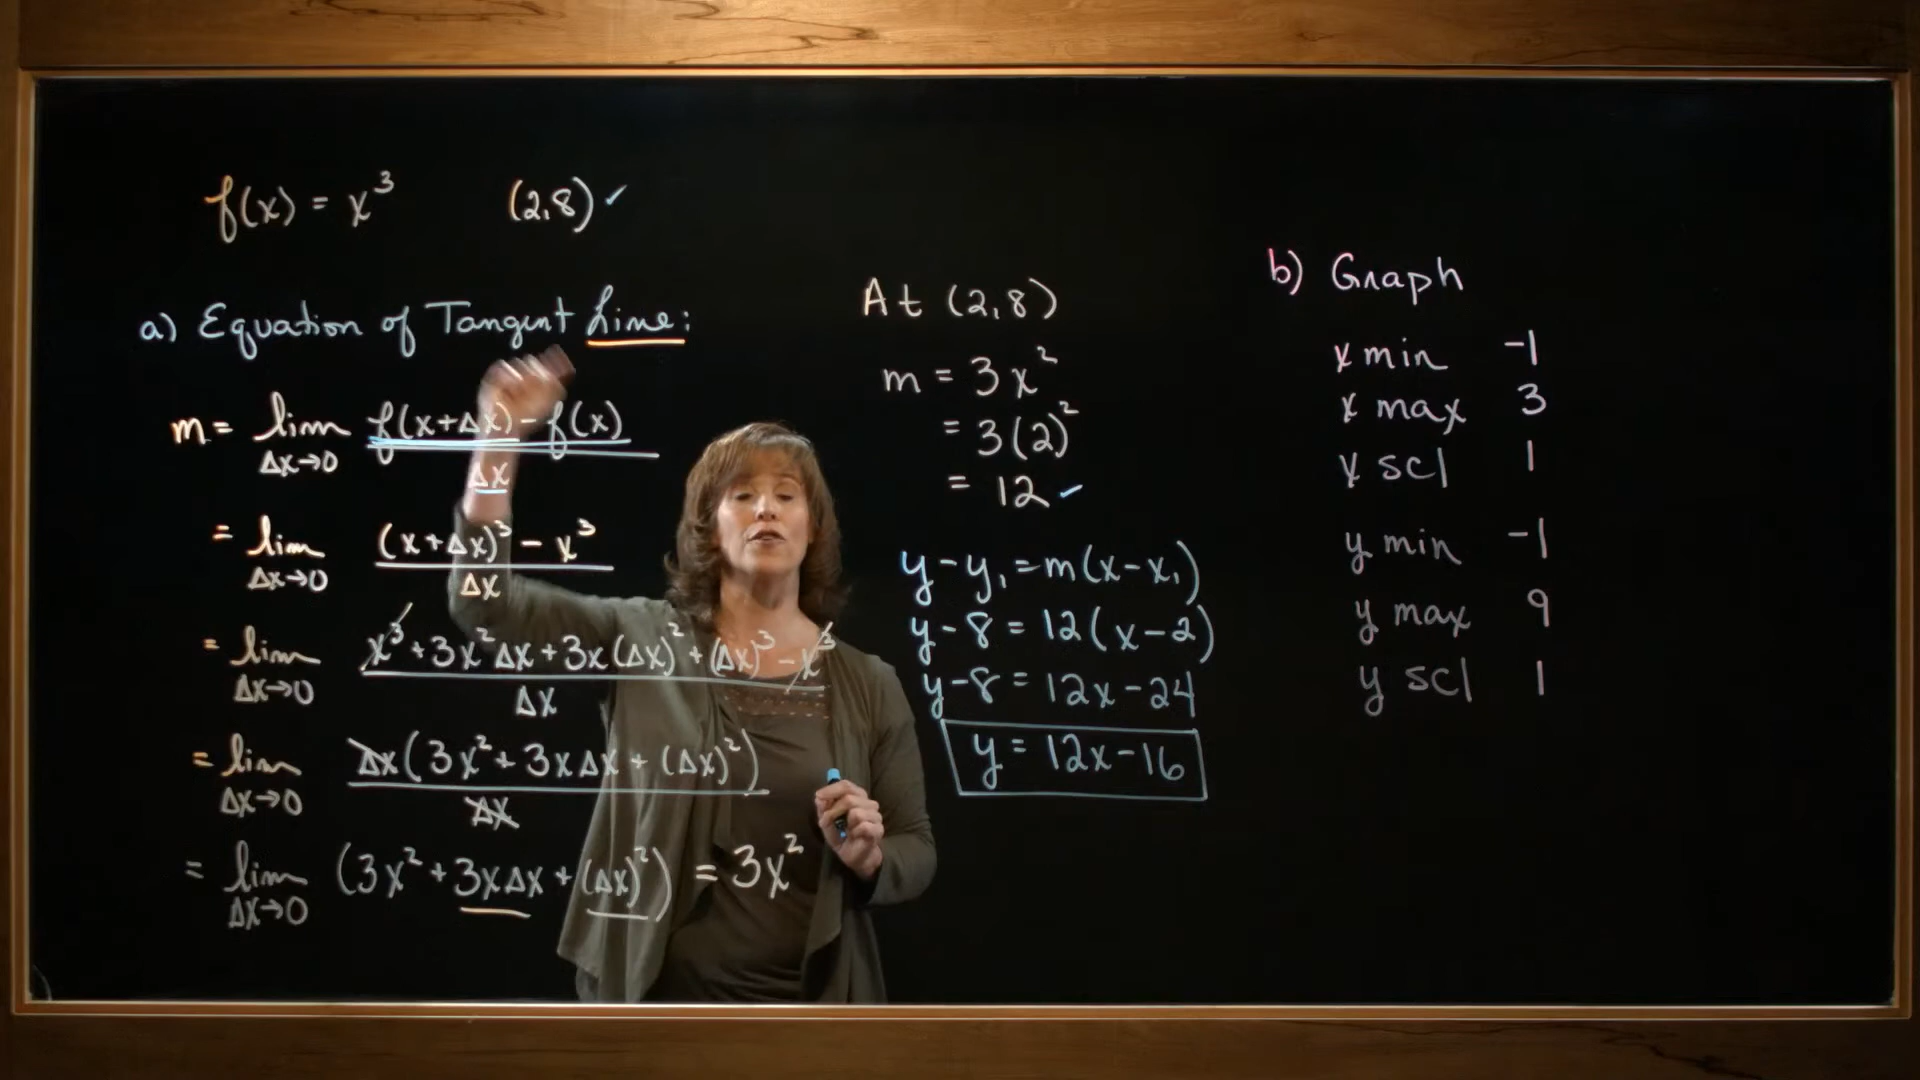 f(x) = x³ (2,8) ✓
a) Equation of Tangent Line:
m = lim Δx→0 (f(x+Δx) - f(x)) / Δx
= lim Δx→0 ((x+Δx)³ - x³) / Δx
= lim Δx→0 (x³ + 3x²Δx + 3x(Δx)² + (Δx)³ - x³) / Δx
= lim Δx→0 Δx(3x² + 3xΔx + (Δx)²) / Δx
= lim Δx→0 (3x² + 3xΔx + (Δx)²) = 3x²
At (2,8)
m = 3x²
= 3(2)²
= 12 ✓
y - y₁ = m(x - x₁)
y - 8 = 12(x - 2)
y - 8 = 12x - 24
y = 12x - 16
b) Graph
x min -1
x max 3
x scl 1
y min -1
y max 9
y scl 1